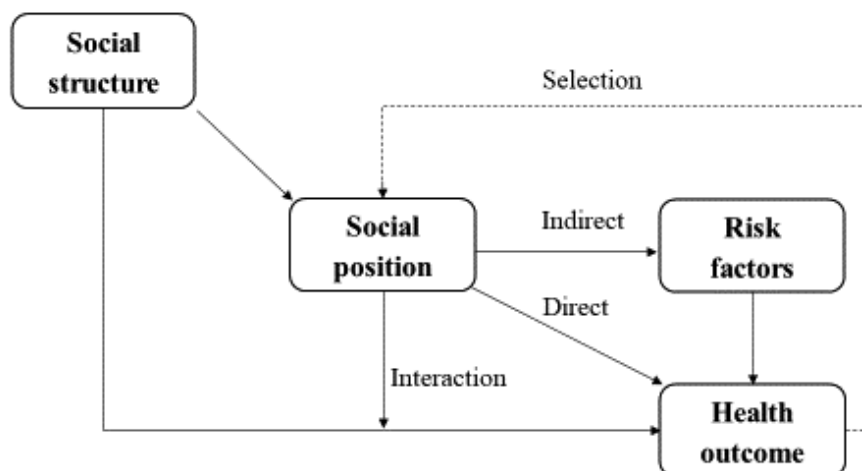 Social
structure
Selection
Social
position
Indirect
Risk
factors
Direct
Interaction
Health
outcome